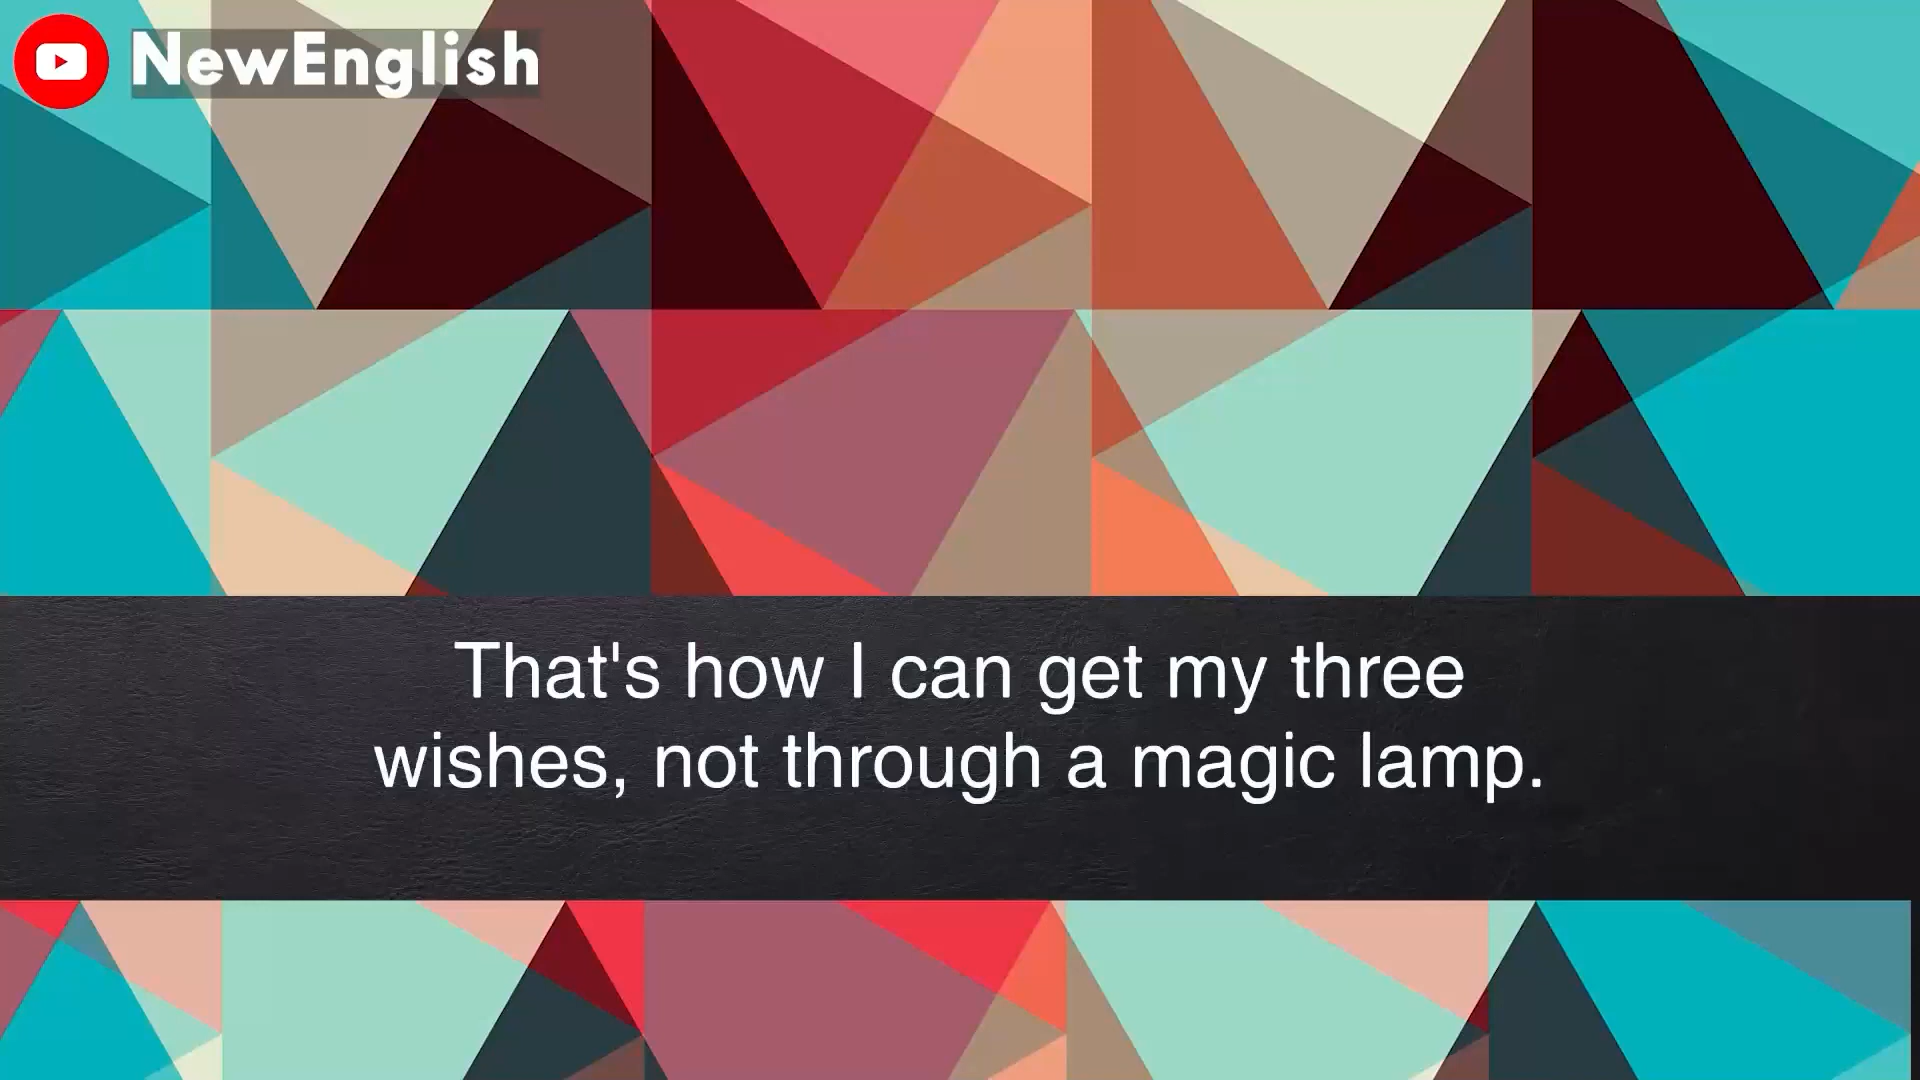 NewEnglish
That's how I can get my three
wishes, not through a magic lamp.